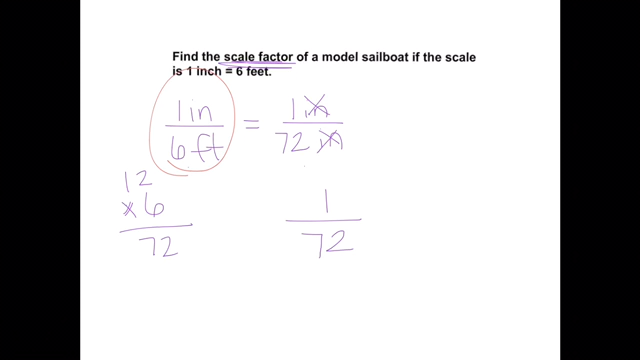 Find the scale factor of a model sailboat if the scale
is 1 inch = 6 feet.
1 in / 6 ft = 1 in / 72 in
12
× 6
72
1 / 72